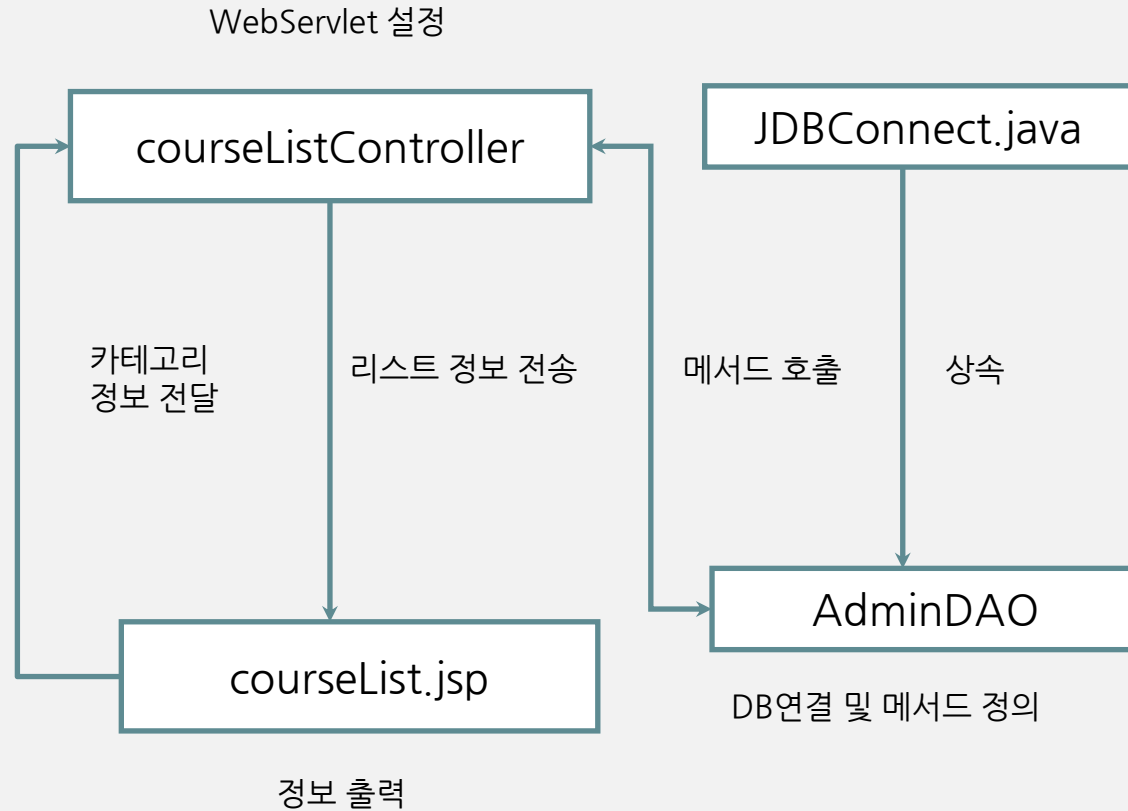 WebServlet 설정
courseListController
JDBConnect.java
카테고리
정보 전달
리스트 정보 전송
메서드 호출
상속
AdminDAO
courseList.jsp
DB연결 및 메서드 정의
정보 출력